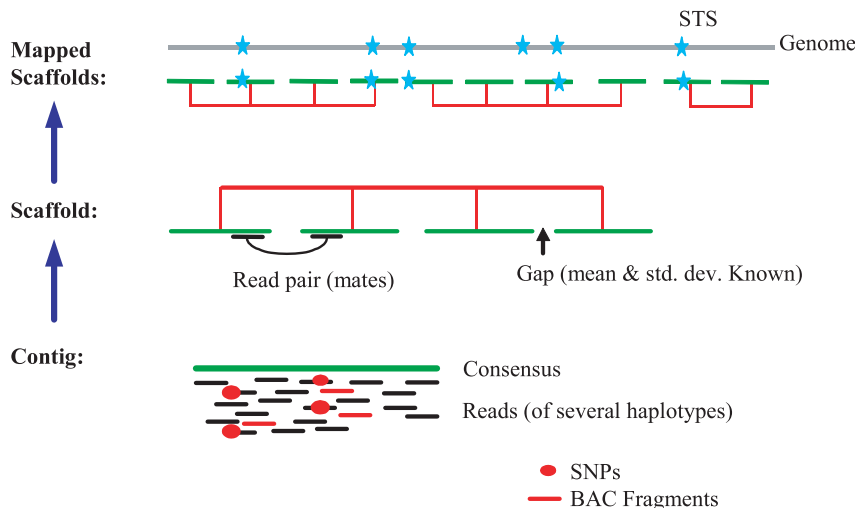 STS
Genome
Mapped
Scaffolds:
Scaffold:
Read pair (mates)
Gap (mean & std. dev. Known)
Contig:
Consensus
Reads (of several haplotypes)
SNPs
BAC Fragments